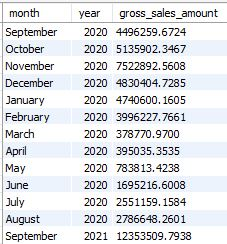 month year gross_sales_amount
September 2020 4496259.6724
October 2020 5135902.3467
November 2020 7522892.5608
December 2020 4830404.7285
January 2020 4740600.1605
February 2020 3996227.7661
March 2020 378770.9700
April 2020 395035.3535
May 2020 783813.4238
June 2020 1695216.6008
July 2020 2551159.1584
August 2020 2786648.2601
September 2021 12353509.7938